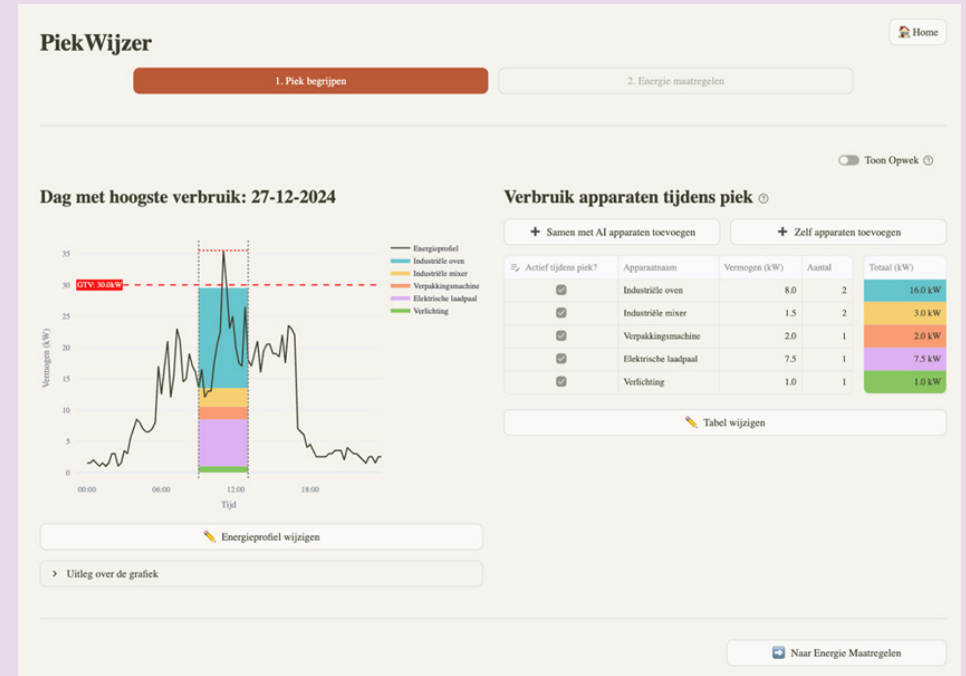 PiekWijzer
Home
1. Piek begrijpen
2. Energie maatregelen
Toon Opwek
Dag met hoogste verbruik: 27-12-2024
Vermogen (kW)
35
30
25
20
15
10
5
0
GTV: 30.0kW
00:00 06:00 12:00 18:00
Tijd
Energieprofiel
Industriële oven
Industriële mixer
Verpakkingsmachine
Elektrische laadpaal
Verlichting
Energieprofiel wijzigen
Uitleg over de grafiek
Verbruik apparaten tijdens piek
Samen met AI apparaten toevoegen
Zelf apparaten toevoegen
Actief tijdens piek? Apparaatnaam Vermogen (kW) Aantal Totaal (kW)
Industriële oven 8.0 2 16.0 kW
Industriële mixer 1.5 2 3.0 kW
Verpakkingsmachine 2.0 1 2.0 kW
Elektrische laadpaal 7.5 1 7.5 kW
Verlichting 1.0 1 1.0 kW
Tabel wijzigen
Naar Energie Maatregelen